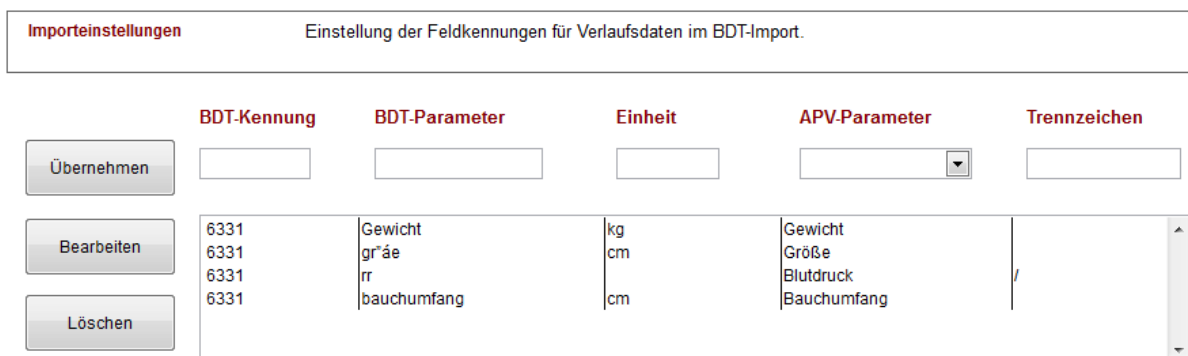 Importeinstellungen Einstellung der Feldkennungen für Verlaufsdaten im BDT-Import.
BDT-Kennung BDT-Parameter Einheit APV-Parameter Trennzeichen
Übernehmen
Bearbeiten
Löschen
6331 Gewicht kg Gewicht
6331 gr"áe cm Größe
6331 rr Blutdruck /
6331 bauchumfang cm Bauchumfang